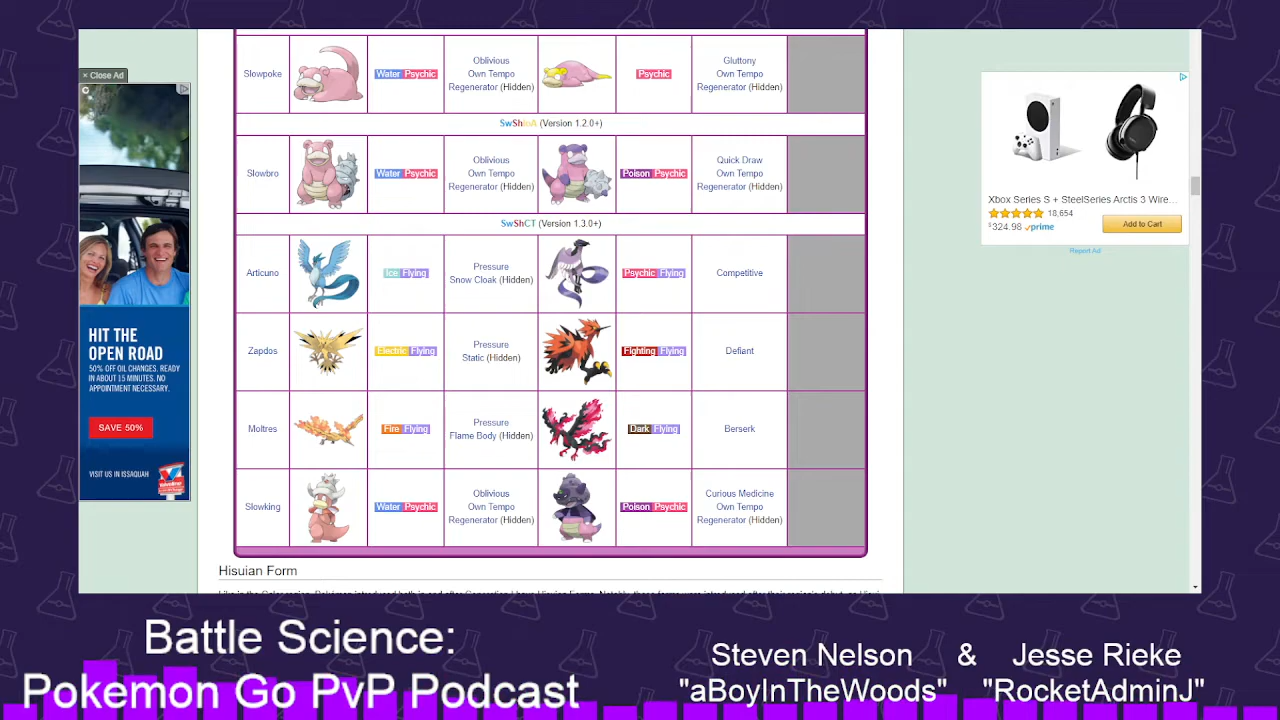 × Close Ad
HIT THE
OPEN ROAD
50% OFF OIL CHANGES. READY
IN ABOUT 15 MINUTES, NO
APPOINTMENT NECESSARY.
SAVE 50%
VISIT US IN ISSAQUAH
Valvoline
Slowpoke
Water Psychic
Oblivious
Own Tempo
Regenerator (Hidden)
Psychic
Gluttony
Own Tempo
Regenerator (Hidden)
SwShIoA (Version 1.2.0+)
Slowbro
Water Psychic
Oblivious
Own Tempo
Regenerator (Hidden)
Poison Psychic
Quick Draw
Own Tempo
Regenerator (Hidden)
SwShCT (Version 1.3.0+)
Articuno
Ice Flying
Pressure
Snow Cloak (Hidden)
Psychic Flying
Competitive
Zapdos
Electric Flying
Pressure
Static (Hidden)
Fighting Flying
Defiant
Moltres
Fire Flying
Pressure
Flame Body (Hidden)
Dark Flying
Berserk
Slowking
Water Psychic
Oblivious
Own Tempo
Regenerator (Hidden)
Poison Psychic
Curious Medicine
Own Tempo
Regenerator (Hidden)
Hisuian Form
Xbox Series S + SteelSeries Arctis 3 Wire...
18,654
$324.98 prime
Add to Cart
Report Ad
Battle Science:
Pokemon Go PvP Podcast
Steven Nelson & Jesse Rieke
"aBoyInTheWoods" "RocketAdminJ"